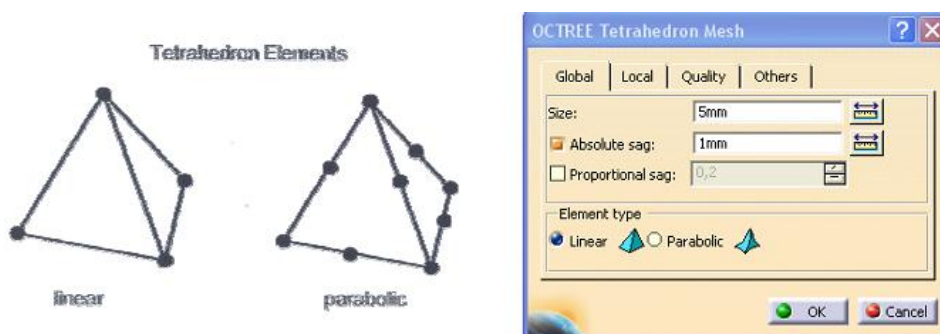 Tetrahedron Elements
linear
parabolic
OCTREE Tetrahedron Mesh
Global
Local
Quality
Others
Size:
5mm
Absolute sag:
1mm
Proportional sag:
0,2
Element type
Linear
Parabolic
OK
Cancel